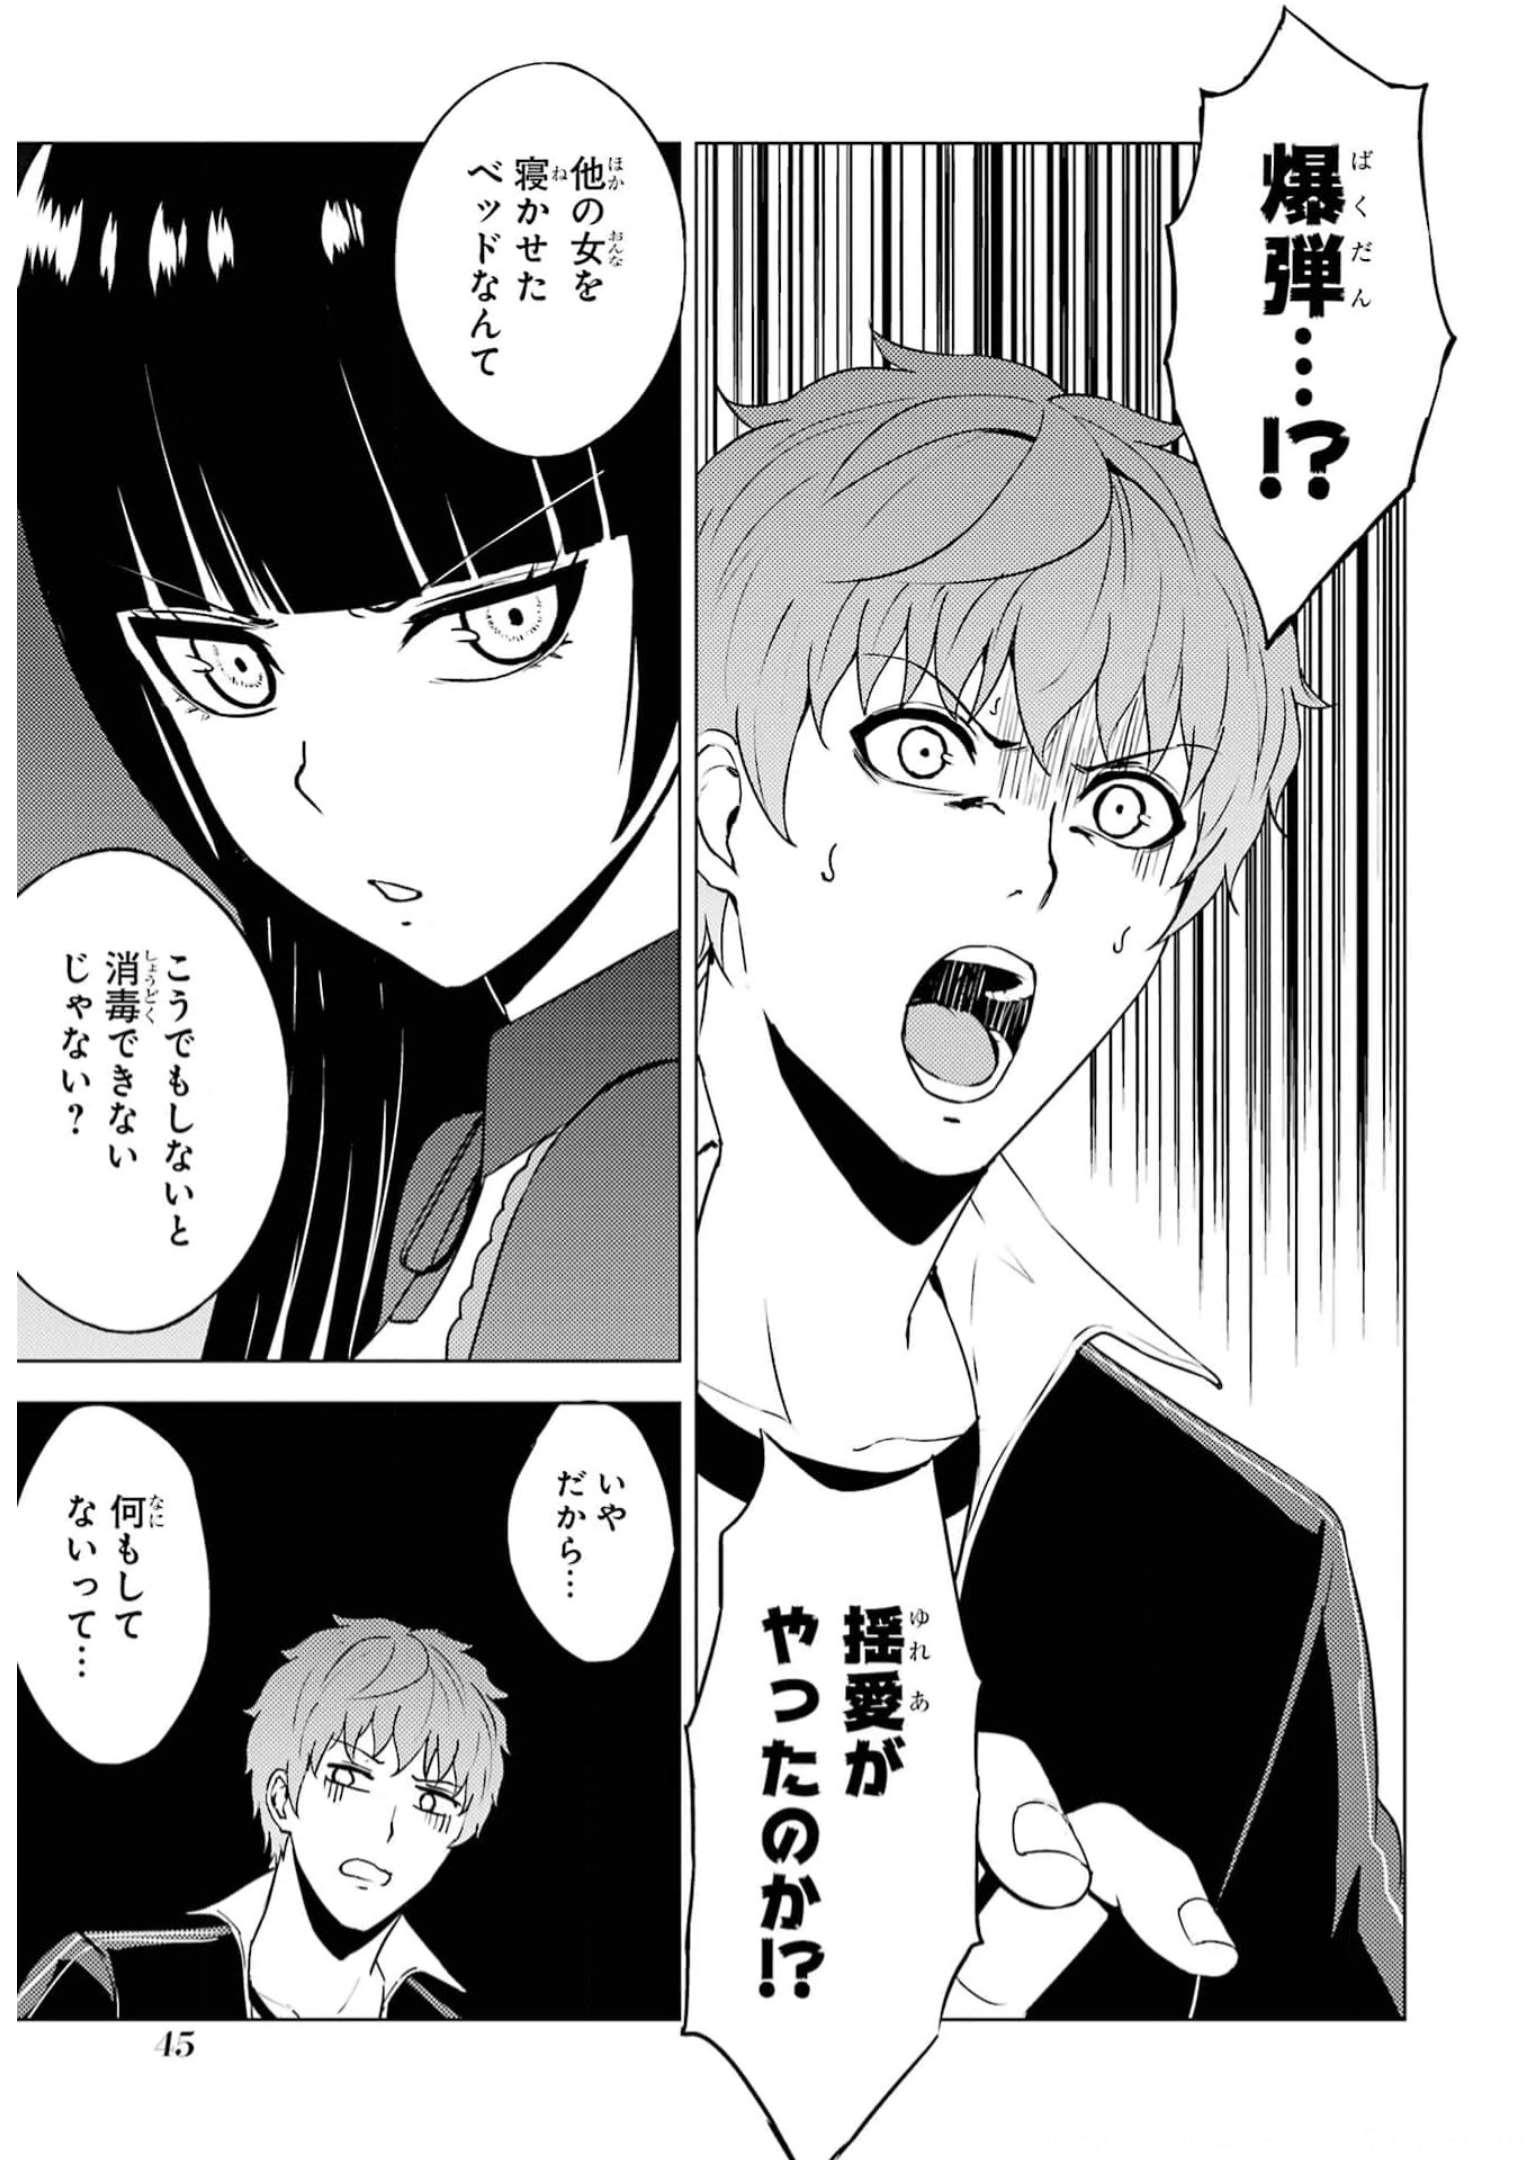 爆弾…!?
揺愛が
やったのか!?
他の女を
寝かせた
ベッドなんて
こうでもしないと
消毒できない
じゃない?
いや
だから…
何もして
ないって…
45